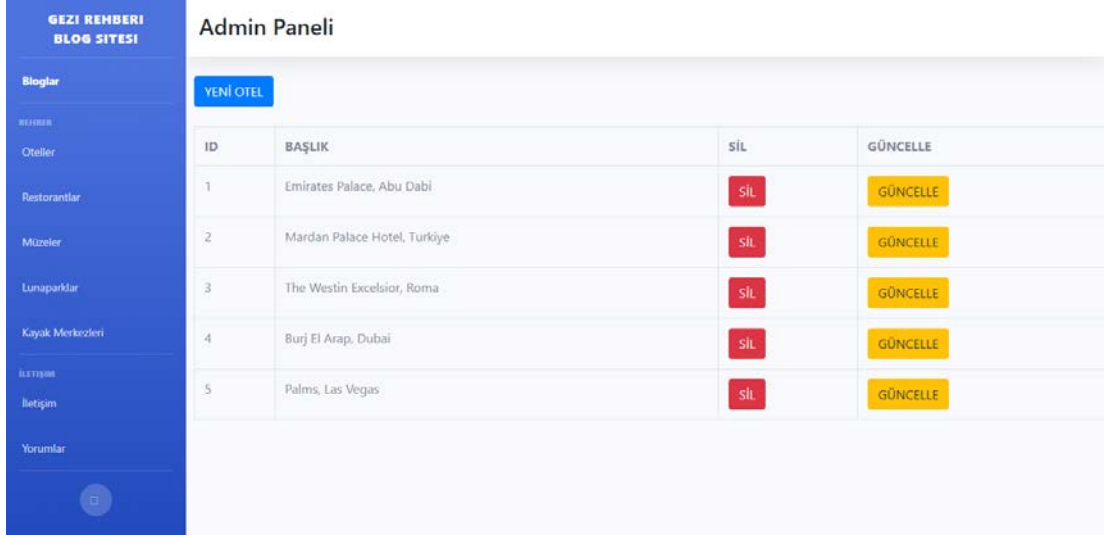 GEZI REHBERI
BLOG SITESI
Bloglar
REHBER
Oteller
Restorantlar
Müzeler
Lunaparklar
Kayak Merkezleri
İLETIŞIM
İletişim
Yorumlar
Admin Paneli
YENİ OTEL
ID BAŞLIK SİL GÜNCELLE
1 Emirates Palace, Abu Dabi SİL GÜNCELLE
2 Mardan Palace Hotel, Turkiye SİL GÜNCELLE
3 The Westin Excelsior, Roma SİL GÜNCELLE
4 Burj El Arap, Dubai SİL GÜNCELLE
5 Palms, Las Vegas SİL GÜNCELLE